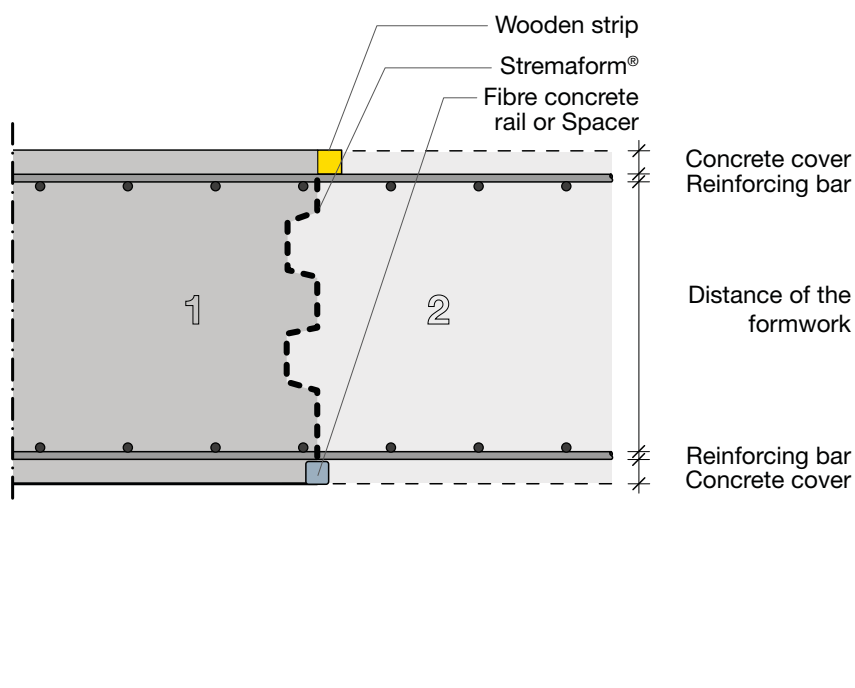 Wooden strip
Stremaform®
Fibre concrete
rail or Spacer
Concrete cover
Reinforcing bar
1
2
Distance of the
formwork
Reinforcing bar
Concrete cover